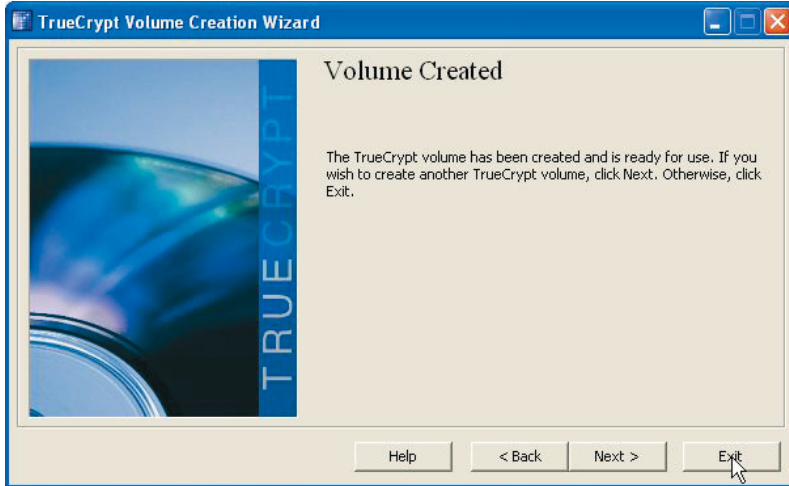 TrueCrypt Volume Creation Wizard
Volume Created
TRUECRYPT
The TrueCrypt volume has been created and is ready for use. If you
wish to create another TrueCrypt volume, click Next. Otherwise, click
Exit.
Help
< Back
Next >
Exit